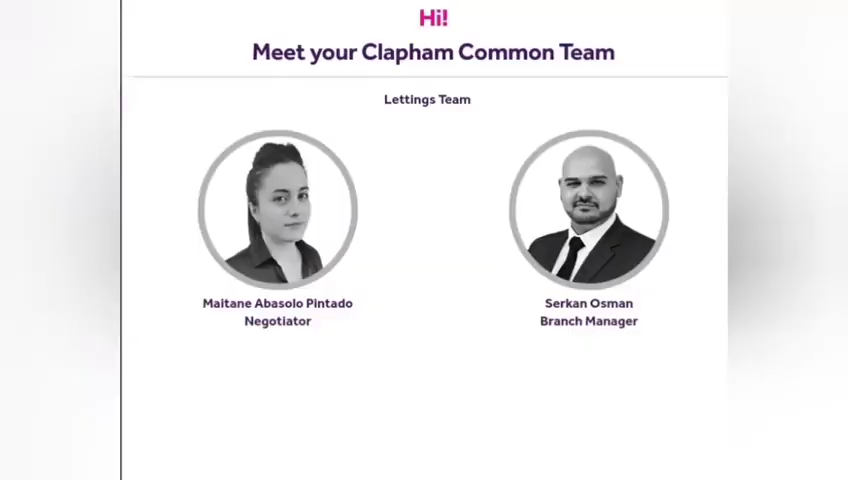 Hi!
Meet your Clapham Common Team
Lettings Team
Maitane Abasolo Pintado
Negotiator
Serkan Osman
Branch Manager